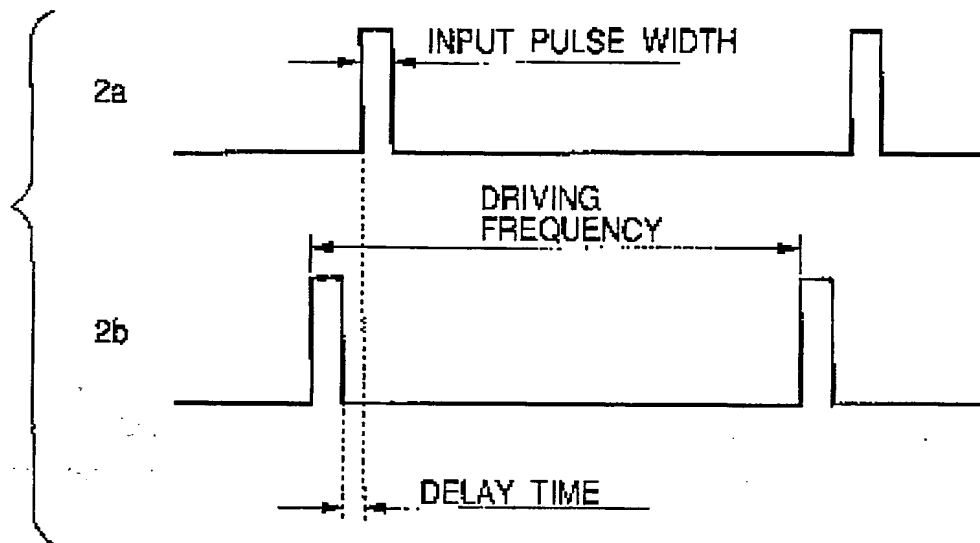 INPUT PULSE WIDTH
2a
DRIVING
FREQUENCY
2b
DELAY TIME